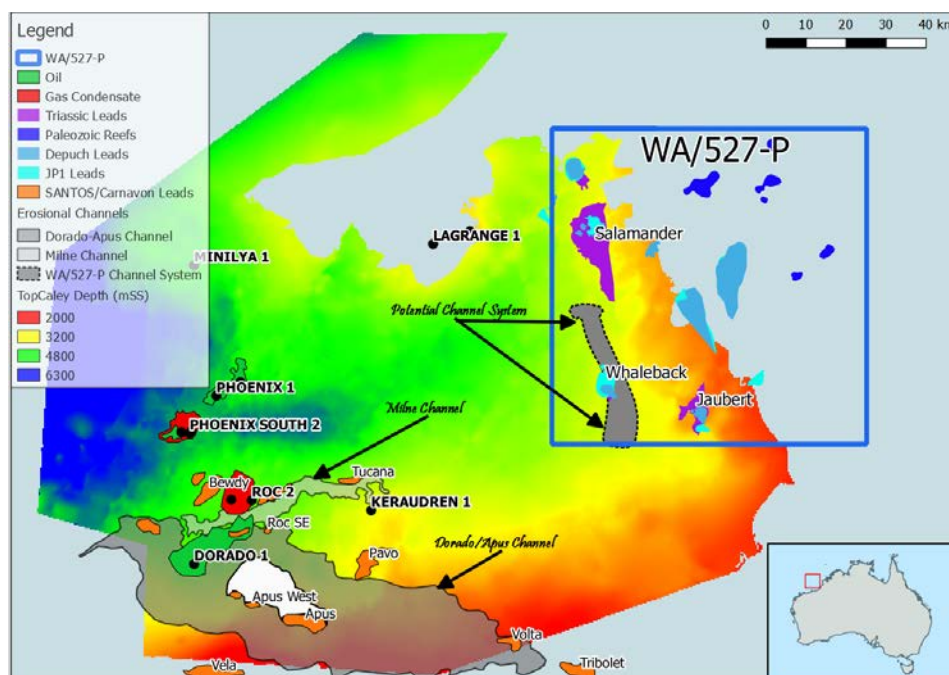 Legend
WA/527-P
Oil
Gas Condensate
Triassic Leads
Paleozoic Reefs
Depuch Leads
JP1 Leads
SANTOS/Carnavon Leads
Erosional Channels
Dorado-Apus Channel
Milne Channel
WA/527-P Channel System
TopCaley Depth (mSS)
2000
3200
4800
6300
0 10 20 30 40 km
WA/527-P
LAGRANGE 1
Salamander
MINILYA 1
Potential Channel System
Whaleback
PHOENIX 1
Jaubert
Milne Channel
PHOENIX SOUTH 2
Tucana
Bewdy
ROC 2
KERAUDREN 1
Roc SE
Dorado/Apus Channel
DORADO 1
Pavo
Apus West
Apus
Volta
Vela
Tribolet